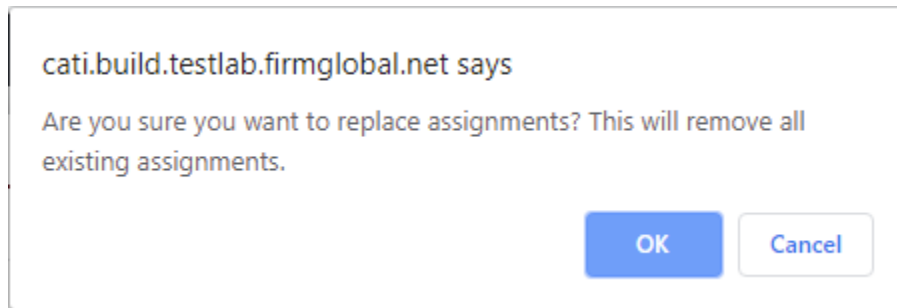 cati.build.testlab.firmglobal.net says
Are you sure you want to replace assignments? This will remove all
existing assignments.
OK
Cancel